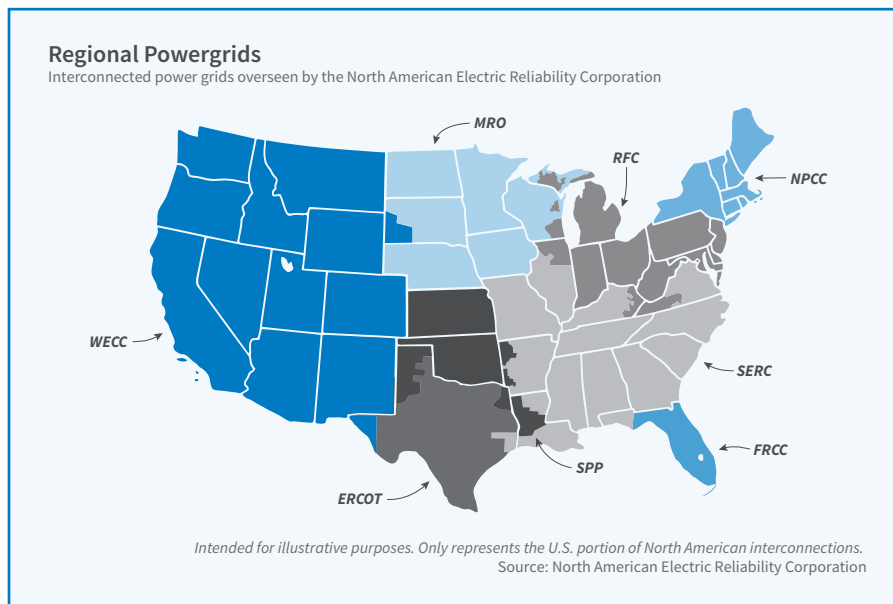 Regional Powergrids
Interconnected power grids overseen by the North American Electric Reliability Corporation
MRO
RFC
NPCC
WECC
SERC
FRCC
SPP
ERCOT
Intended for illustrative purposes. Only represents the U.S. portion of North American interconnections.
Source: North American Electric Reliability Corporation